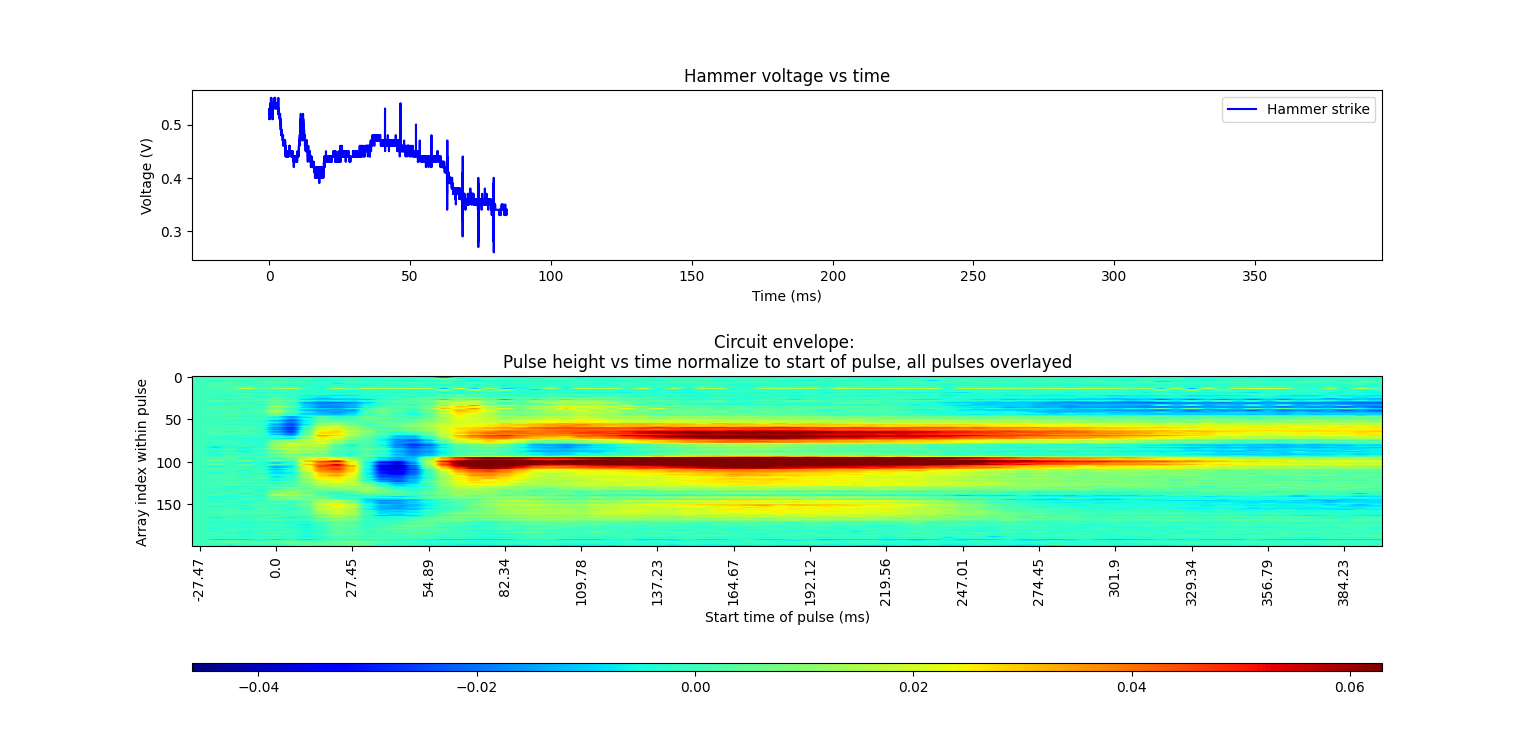 Hammer voltage vs time
Hammer strike
Voltage (V)
0.5
0.4
0.3
0 50 100 150 200 250 300 350
Time (ms)
Circuit envelope:
Pulse height vs time normalize to start of pulse, all pulses overlayed
Array index within pulse
0
50
100
150
-27.47 0.0 27.45 54.89 82.34 109.78 137.23 164.67 192.12 219.56 247.01 274.45 301.9 329.34 356.79 384.23
Start time of pulse (ms)
−0.04 −0.02 0.00 0.02 0.04 0.06